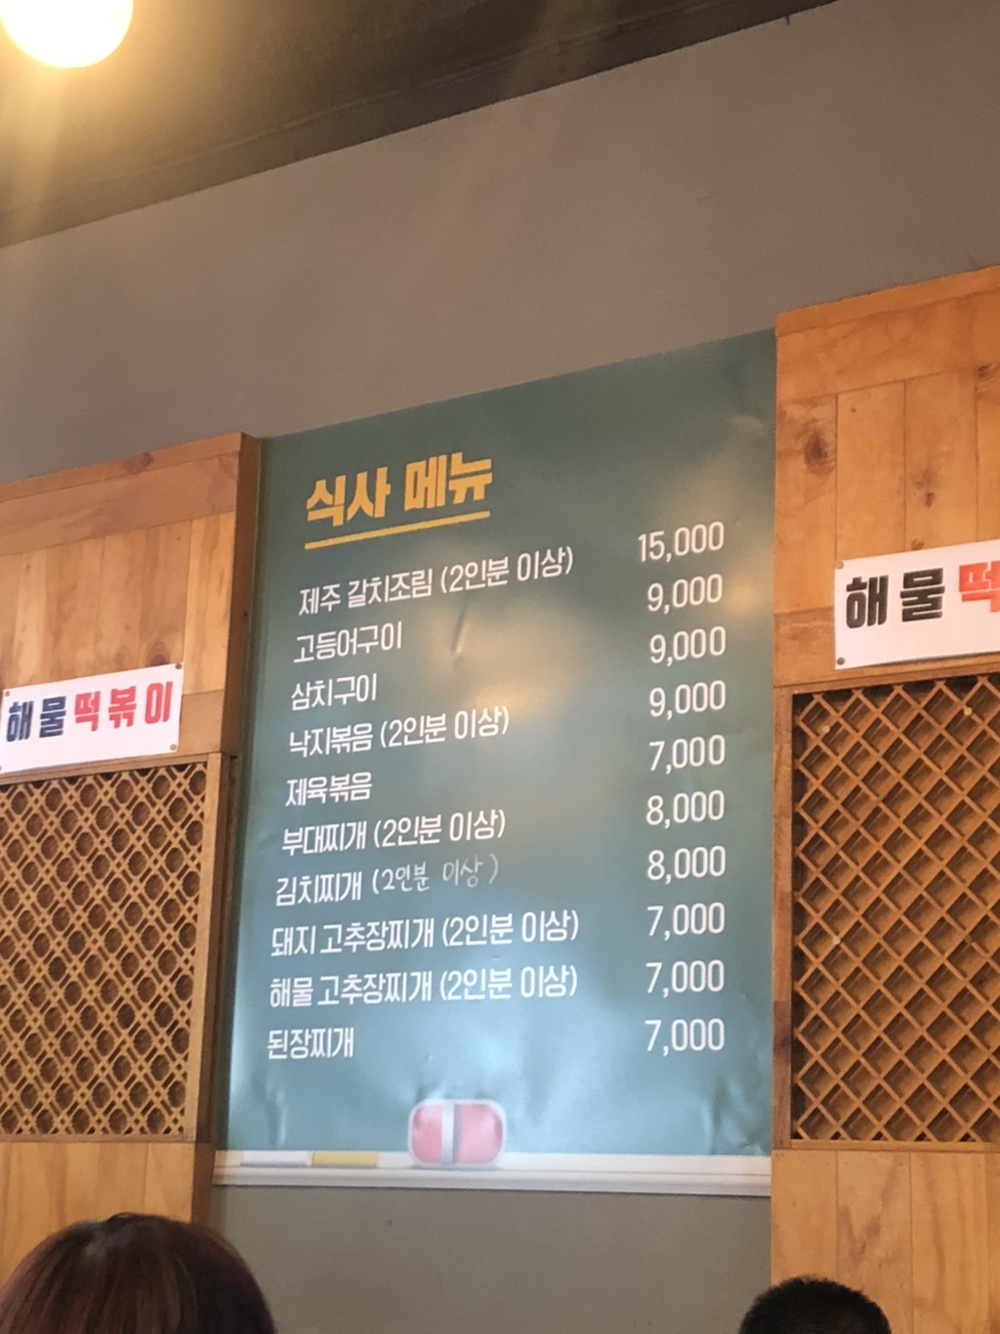 식사 메뉴
제주 갈치조림 (2인분 이상) 15,000
고등어구이 9,000
삼치구이 9,000
낙지볶음 (2인분 이상) 9,000
제육볶음 7,000
부대찌개 (2인분 이상) 8,000
김치찌개 (2인분 이상) 8,000
돼지 고추장찌개 (2인분 이상) 7,000
해물 고추장찌개 (2인분 이상) 7,000
된장찌개 7,000
해물떡볶이
해물떡